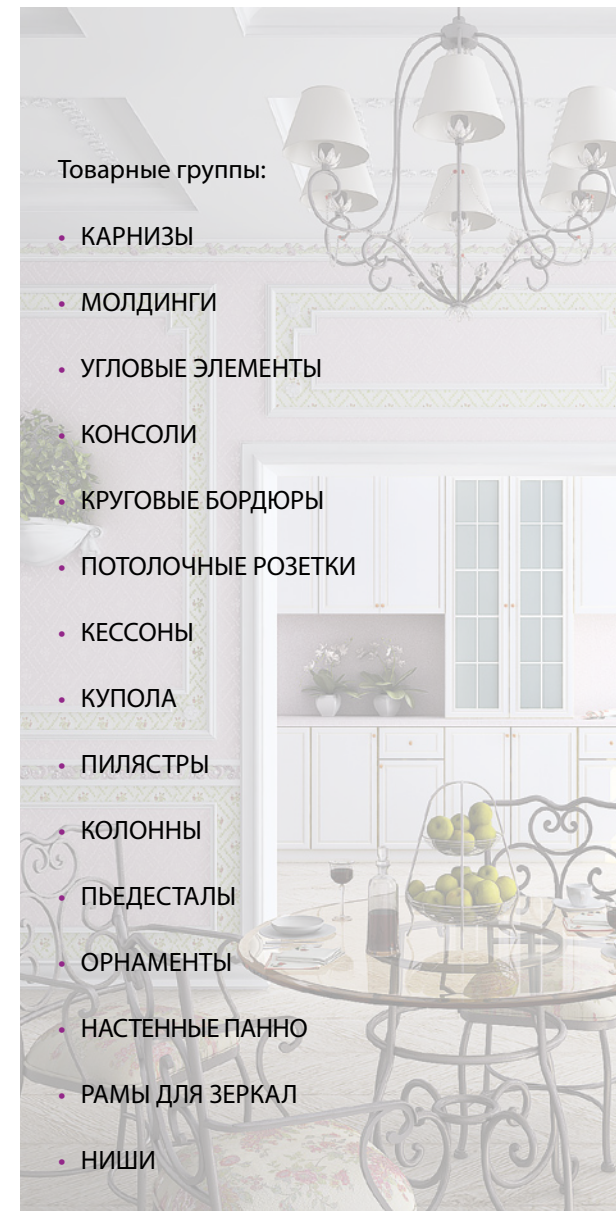 Товарные группы:
• КАРНИЗЫ
• МОЛДИНГИ
• УГЛОВЫЕ ЭЛЕМЕНТЫ
• КОНСОЛИ
• КРУГОВЫЕ БОРДЮРЫ
• ПОТОЛОЧНЫЕ РОЗЕТКИ
• КЕССОНЫ
• КУПОЛА
• ПИЛЯСТРЫ
• КОЛОННЫ
• ПЬЕДЕСТАЛЫ
• ОРНАМЕНТЫ
• НАСТЕННЫЕ ПАННО
• РАМЫ ДЛЯ ЗЕРКАЛ
• НИШИ